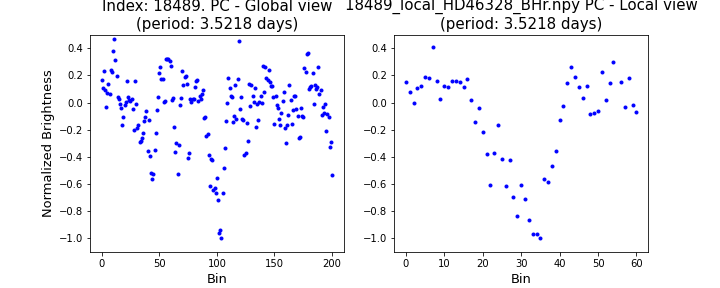 Index: 18489. PC - Global view
(period: 3.5218 days)
18489_local_HD46328_BHr.npy PC - Local view
(period: 3.5218 days)
Normalized Brightness
0.4
0.2
0.0
−0.2
−0.4
−0.6
−0.8
−1.0
0 50 100 150 200
Bin
0.4
0.2
0.0
−0.2
−0.4
−0.6
−0.8
−1.0
0 10 20 30 40 50 60
Bin